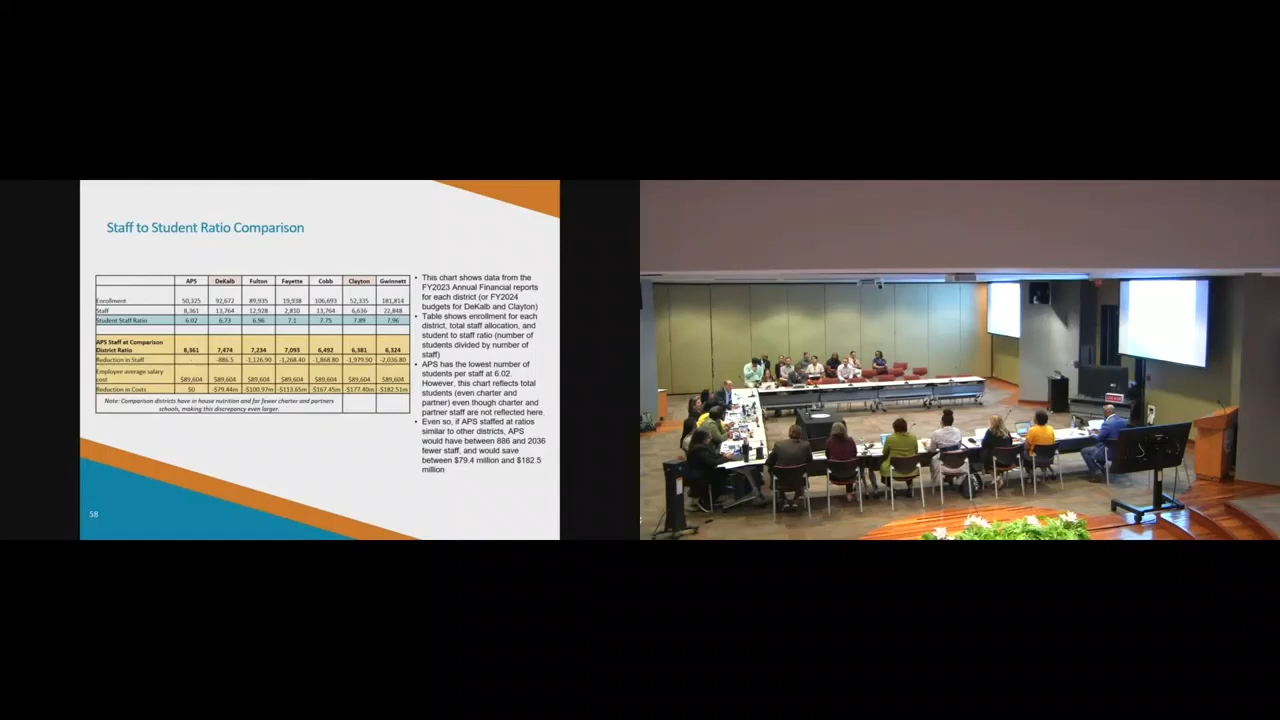 Staff to Student Ratio Comparison
APS DeKalb Fulton Fayette Cobb Clayton Gwinnett
Enrollment 50,325 92,672 89,935 19,938 106,693 52,335 181,814
Staff 8,361 13,764 12,928 2,810 13,764 6,636 22,848
Student Staff Ratio 6.02 6.73 6.96 7.1 7.75 7.89 7.96
APS Staff at Comparison
District Ratio 8,361 7,474 7,234 7,093 6,492 6,381 6,324
Reduction in Staff - -886.5 -1,126.90 -1,268.40 -1,868.80 -1,979.90 -2,036.80
Employee average salary
cost $89,604 $89,604 $89,604 $89,604 $89,604 $89,604 $89,604
Reduction in Costs $0 -$79.44m -$100.97m -$113.65m -$167.45m -$177.40m -$182.51m
Note: Comparison districts have in house nutrition and far fewer charter and partners
schools, making this discrepancy even larger.
• This chart shows data from the
FY2023 Annual Financial reports
for each district (or FY2024
budgets for DeKalb and Clayton)
• Table shows enrollment for each
district, total staff allocation, and
student to staff ratio (number of
students divided by number of
staff)
• APS has the lowest number of
students per staff at 6.02.
However, this chart reflects total
students (even charter and
partner) even though charter and
partner staff are not reflected here.
• Even so, if APS staffed at ratios
similar to other districts, APS
would have between 886 and 2036
fewer staff, and would save
between $79.4 million and $182.5
million
58